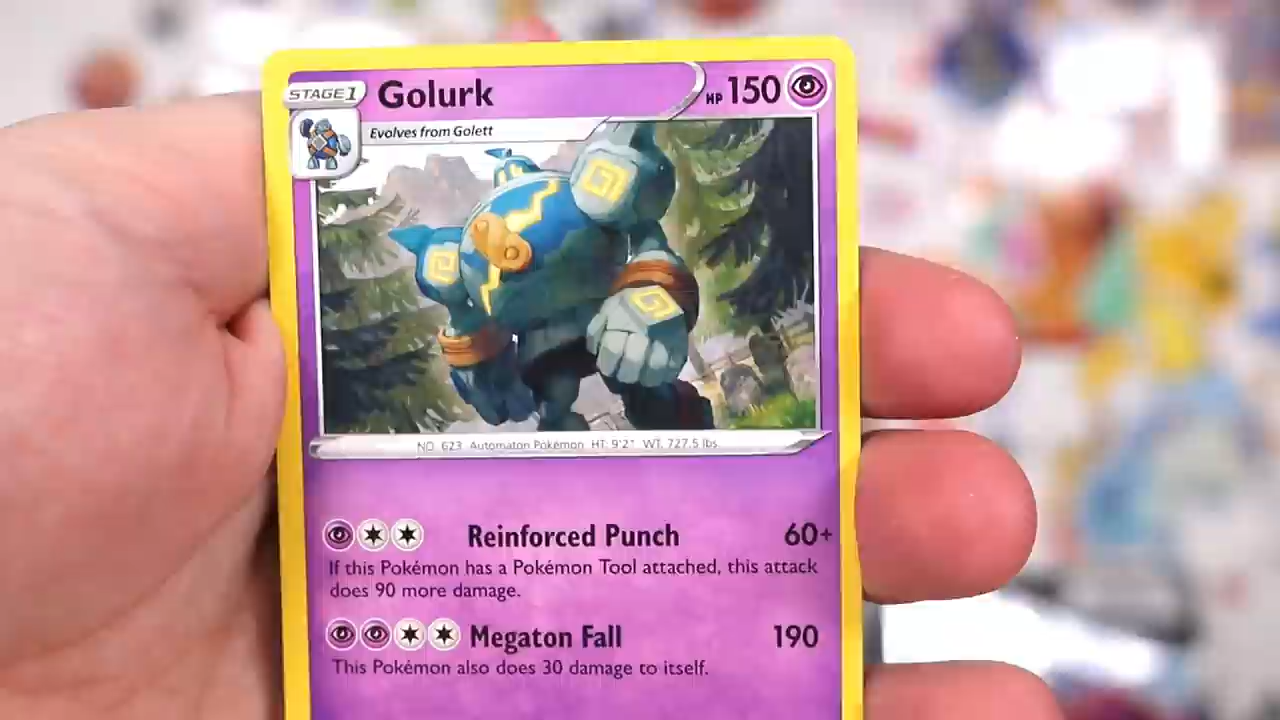 STAGE 1 Golurk HP 150
Evolves from Golett
NO. 623 Automaton Pokémon HT: 9'2" WT: 727.5 lbs.
Reinforced Punch 60+
If this Pokémon has a Pokémon Tool attached, this attack
does 90 more damage.
Megaton Fall 190
This Pokémon also does 30 damage to itself.